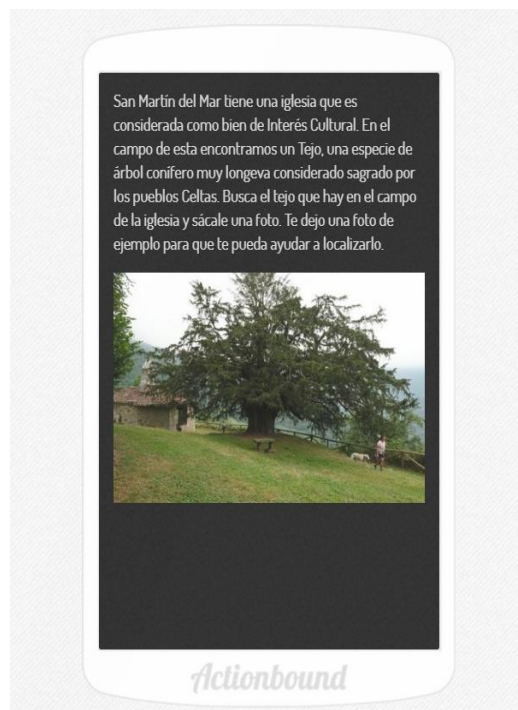 San Martín del Mar tiene una iglesia que es
considerada como bien de Interés Cultural. En el
campo de esta encontramos un Tejo, una especie de
árbol conífero muy longeva considerado sagrado por
los pueblos Celtas. Busca el tejo que hay en el campo
de la iglesia y sácale una foto. Te dejo una foto de
ejemplo para que te pueda ayudar a localizarlo.
Actionbound